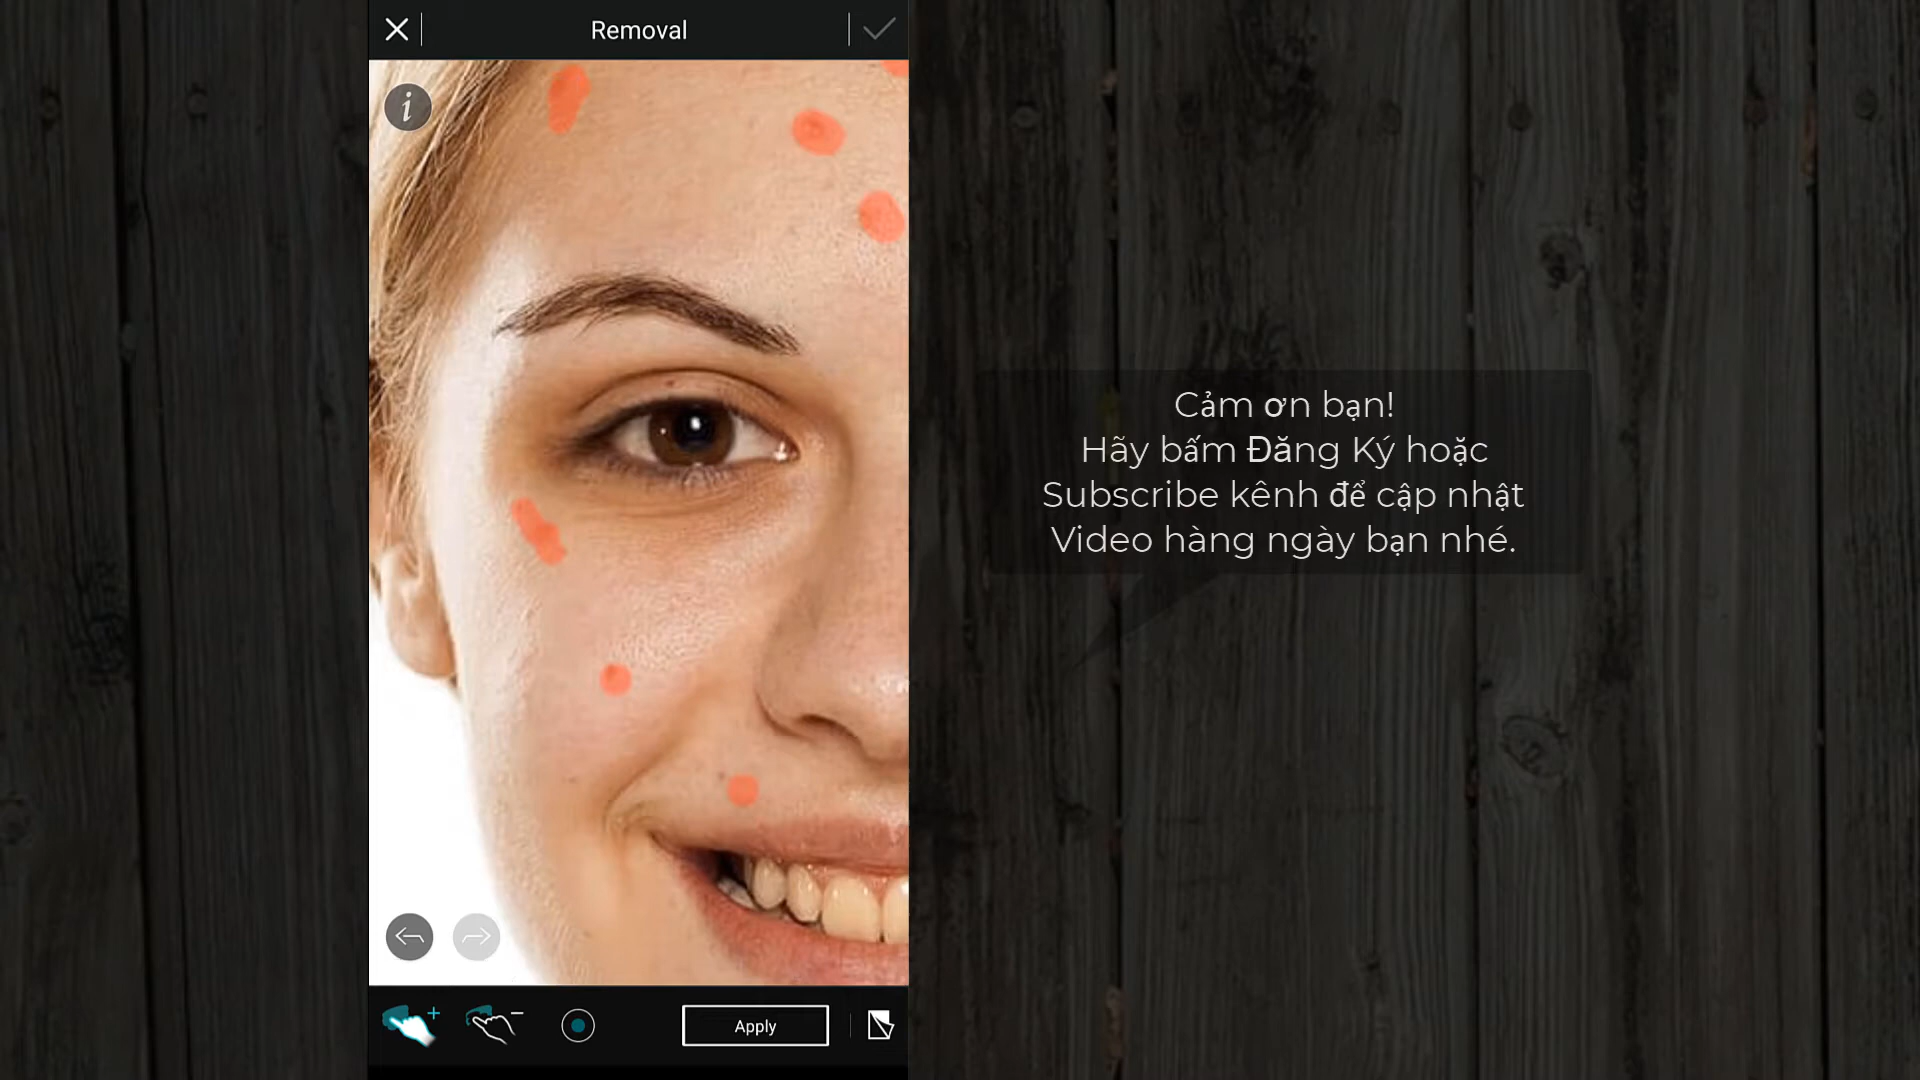 Removal
i
Cảm ơn bạn!
Hãy bấm Đăng Ký hoặc
Subscribe kênh để cập nhật
Video hàng ngày bạn nhé.
Apply